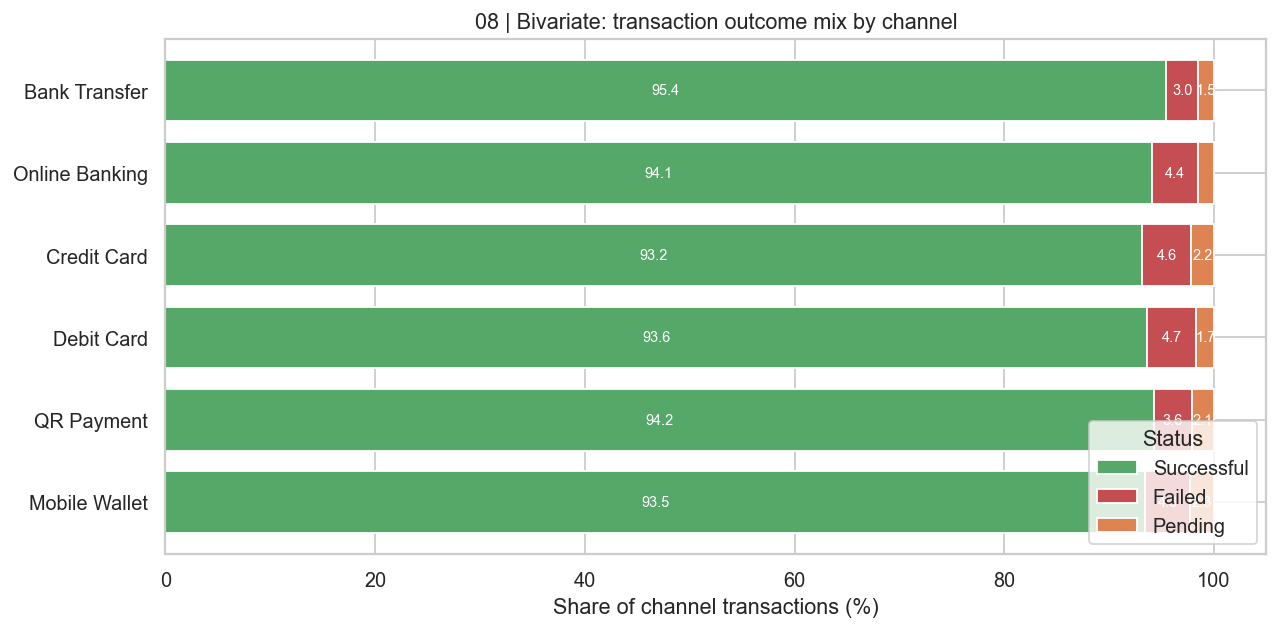 08 | Bivariate: transaction outcome mix by channel
Bank Transfer 95.4 3.0 1.5
Online Banking 94.1 4.4
Credit Card 93.2 4.6 2.2
Debit Card 93.6 4.7 1.7
QR Payment 94.2 3.6 2.1
Mobile Wallet 93.5
Status
Successful
Failed
Pending
0 20 40 60 80 100
Share of channel transactions (%)